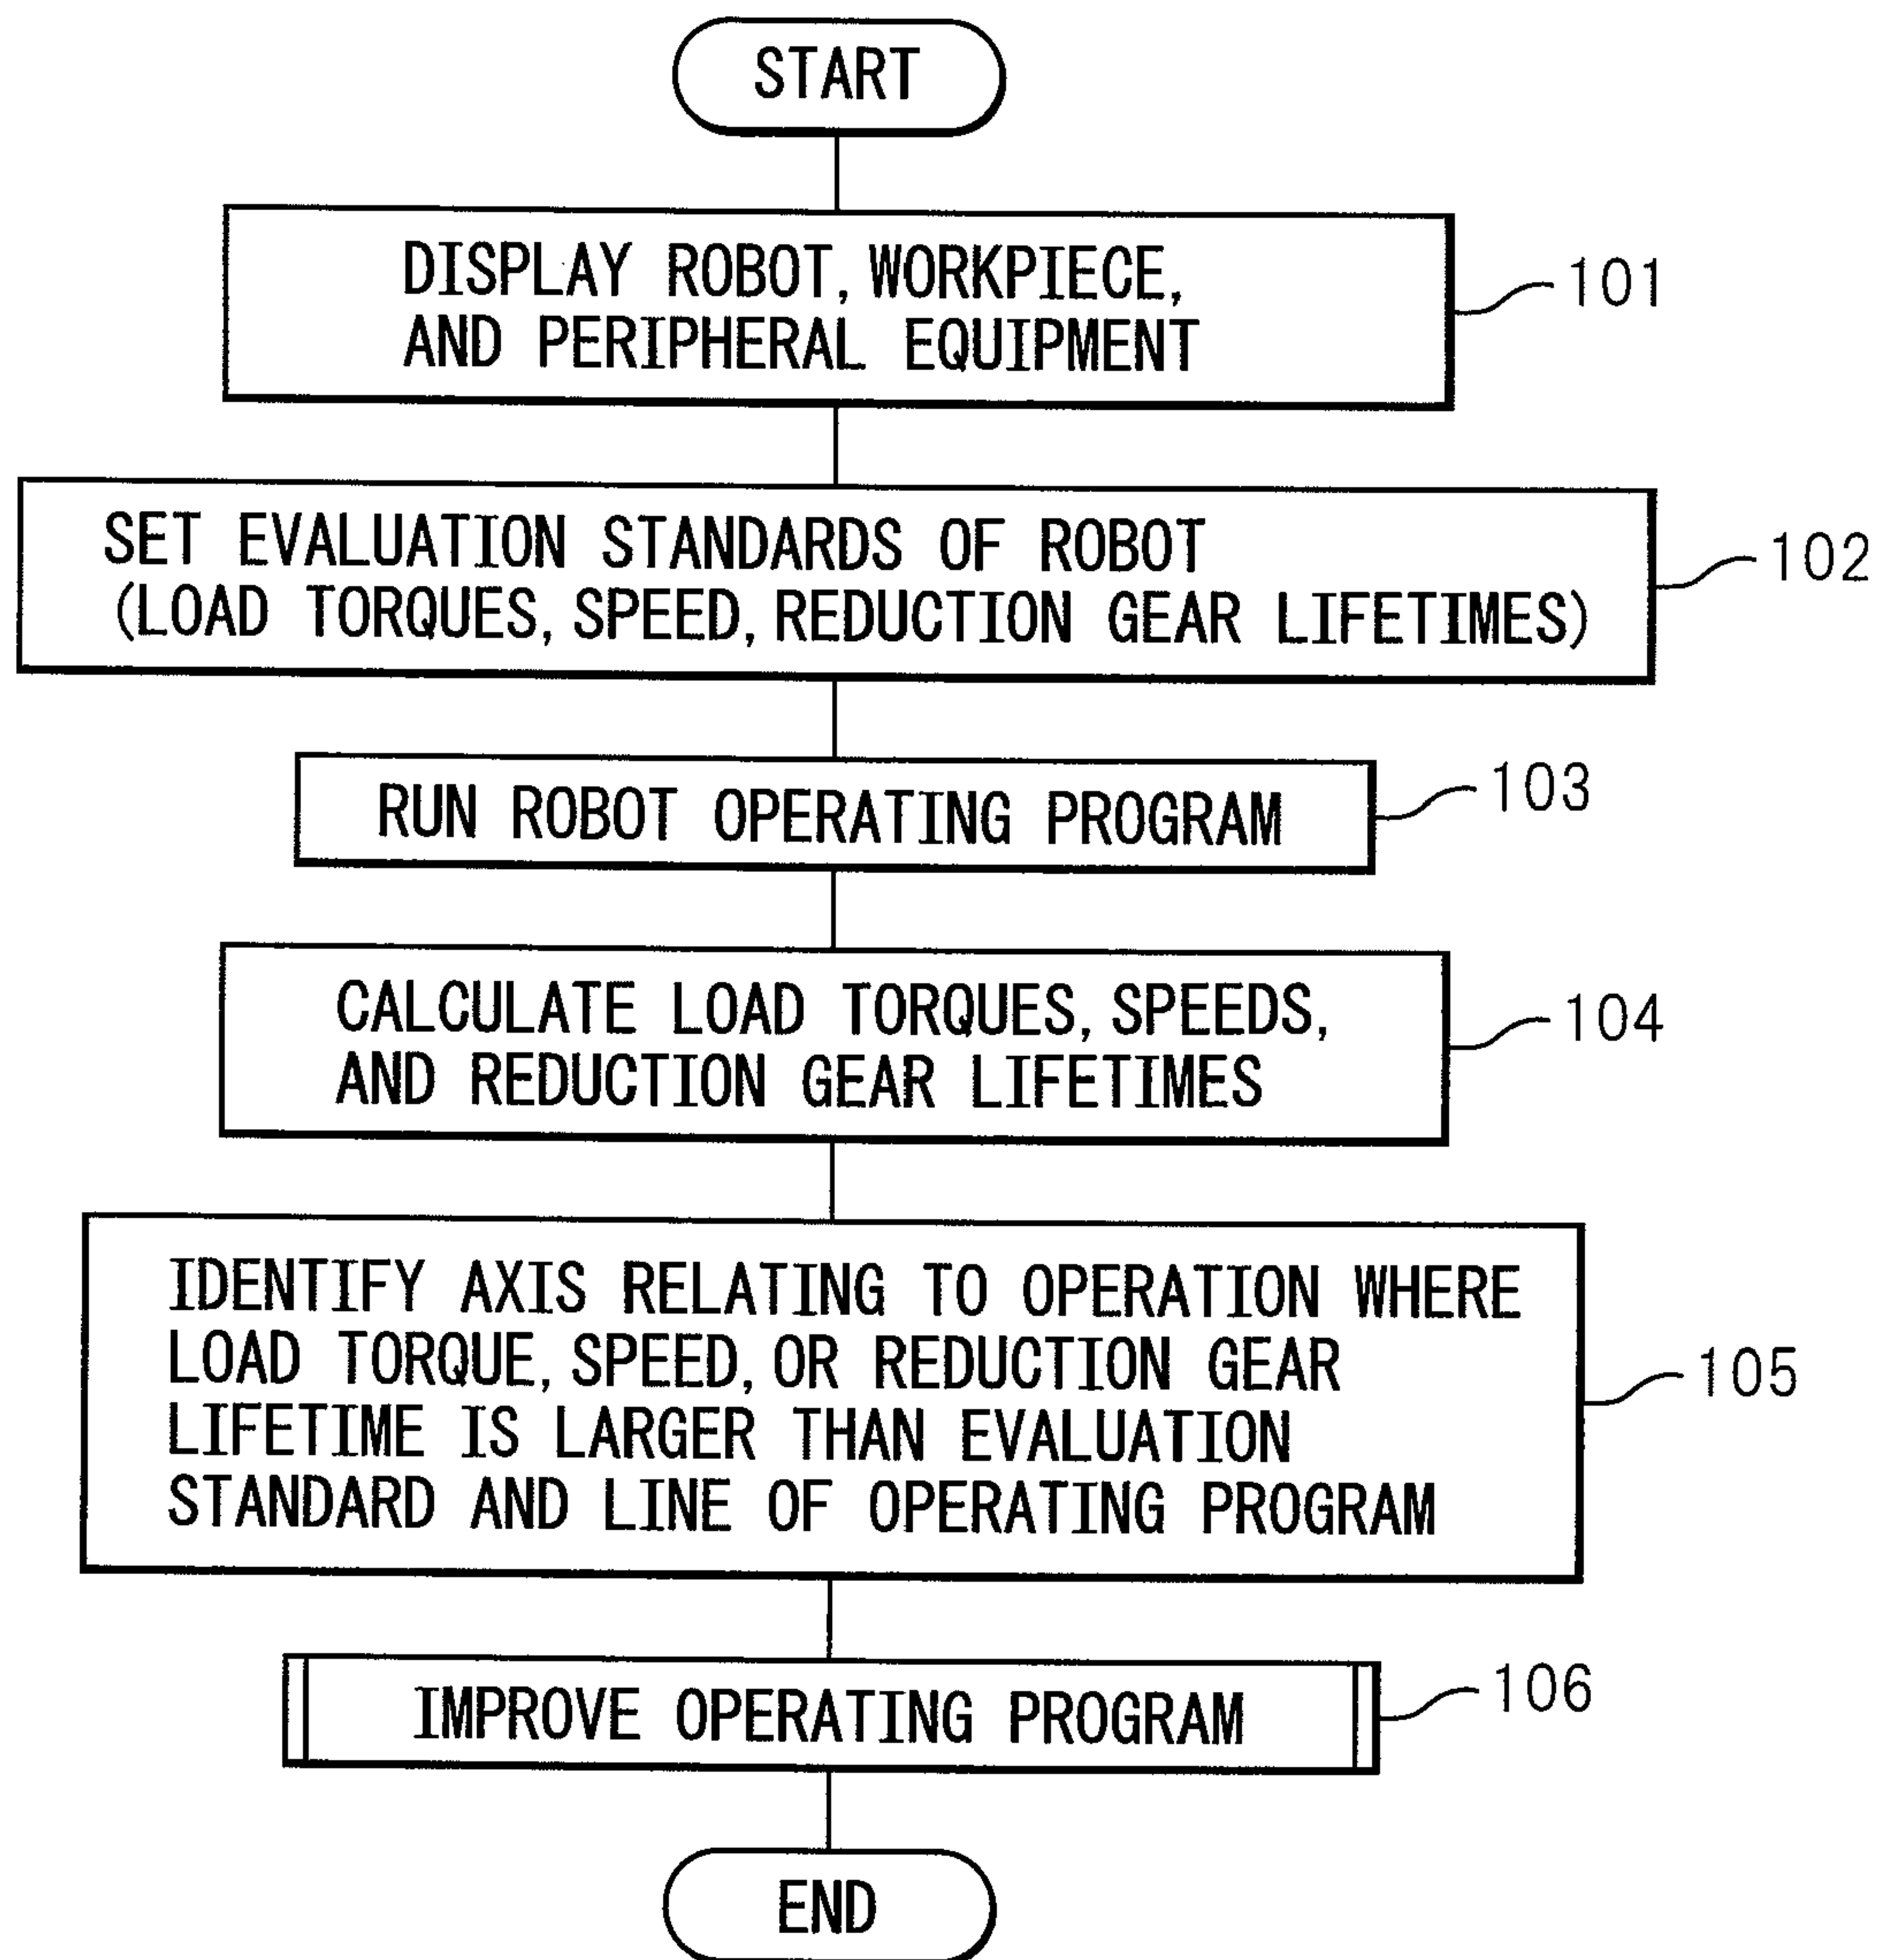 START
DISPLAY ROBOT, WORKPIECE,
AND PERIPHERAL EQUIPMENT
101
SET EVALUATION STANDARDS OF ROBOT
(LOAD TORQUES, SPEED, REDUCTION GEAR LIFETIMES)
102
RUN ROBOT OPERATING PROGRAM
103
CALCULATE LOAD TORQUES, SPEEDS,
AND REDUCTION GEAR LIFETIMES
104
IDENTIFY AXIS RELATING TO OPERATION WHERE
LOAD TORQUE, SPEED, OR REDUCTION GEAR
LIFETIME IS LARGER THAN EVALUATION
STANDARD AND LINE OF OPERATING PROGRAM
105
IMPROVE OPERATING PROGRAM
106
END